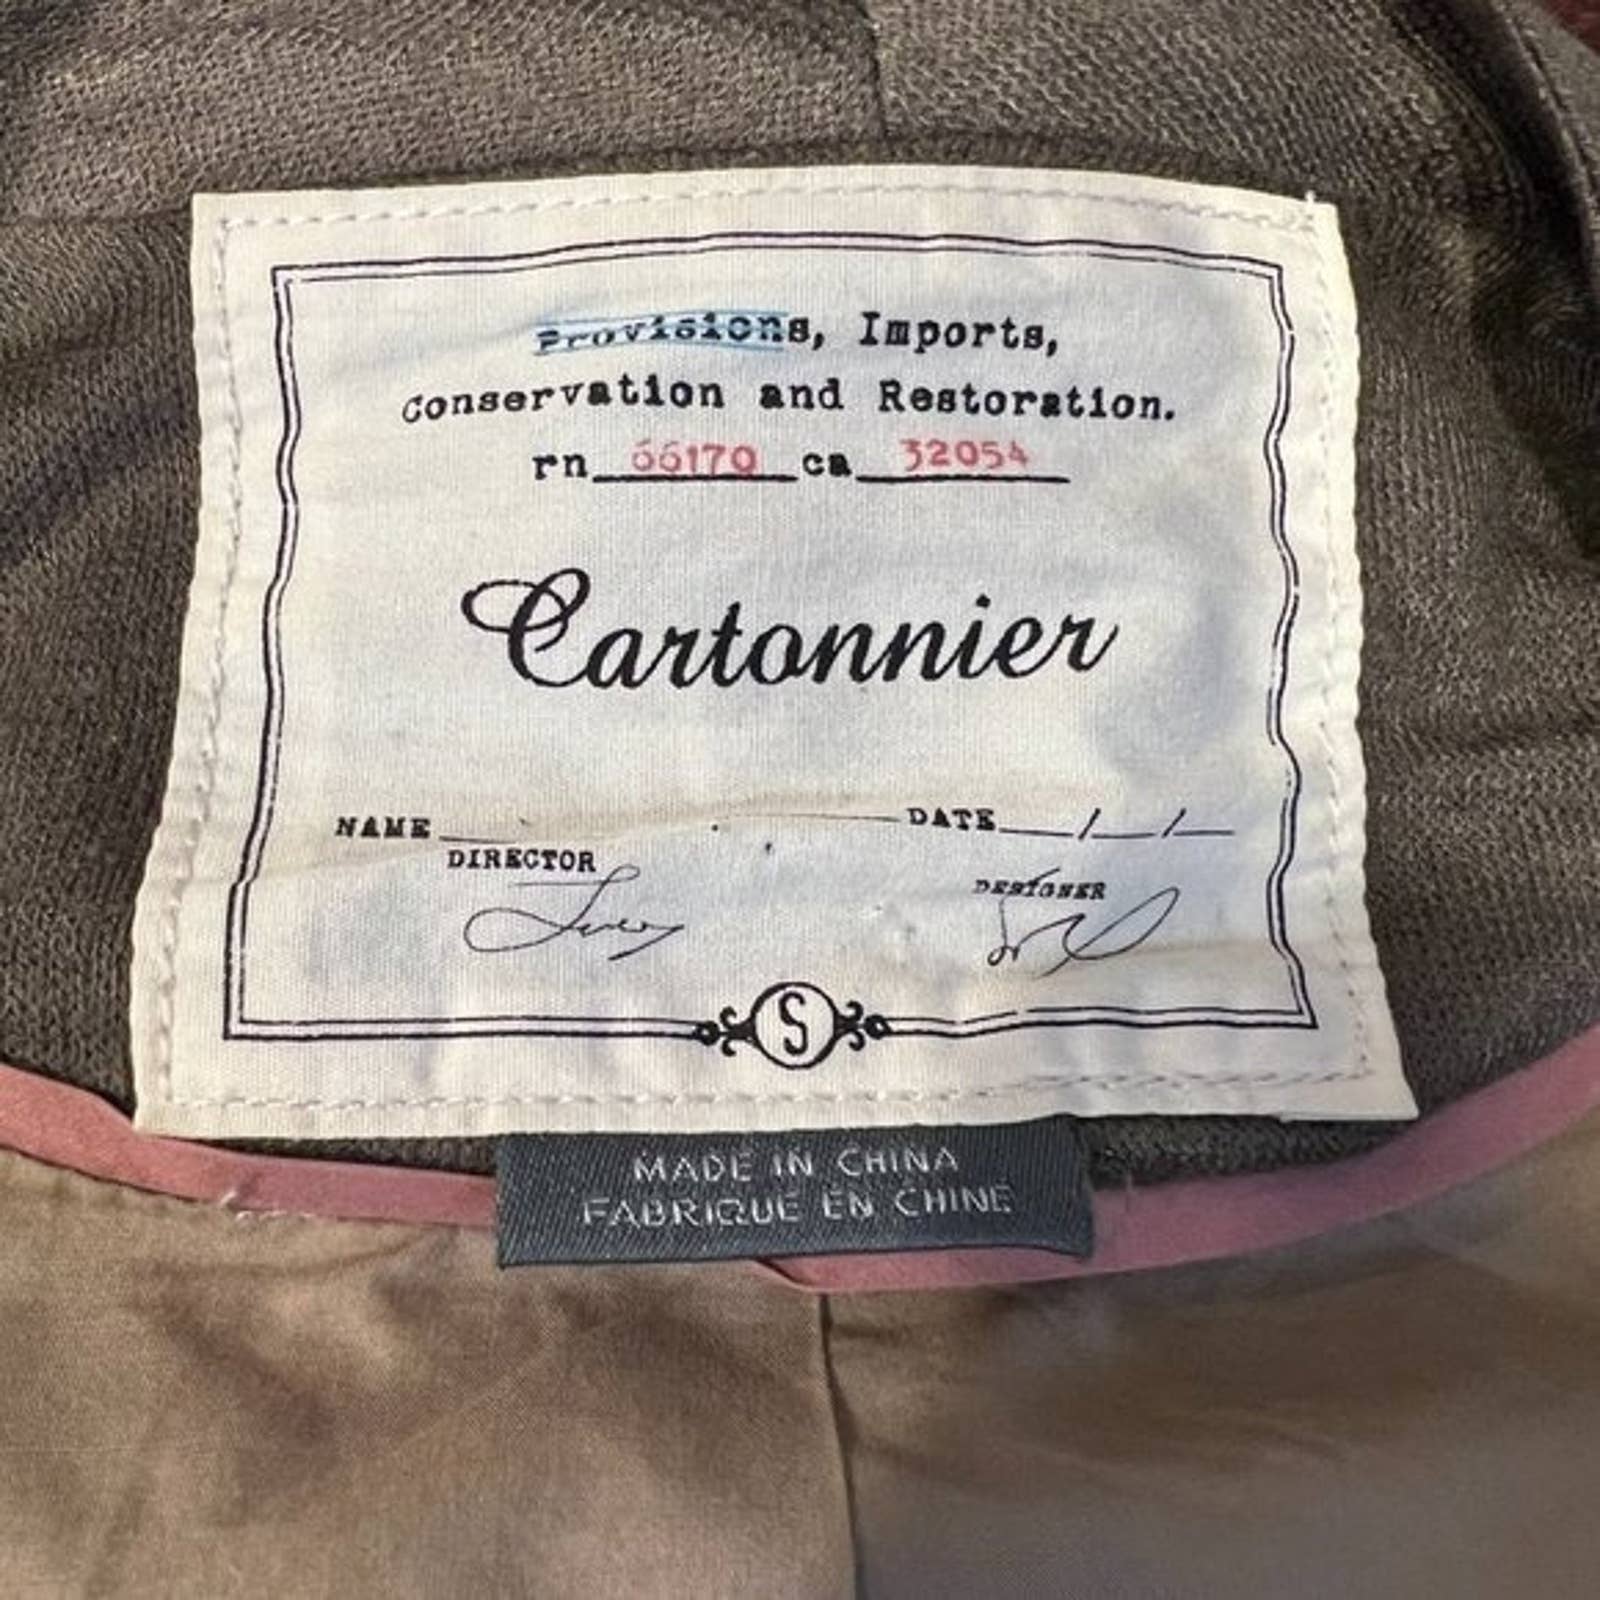 Provisions, Imports,
Conservation and Restoration.
rn 66170 ca 32054
Cartonnier
NAME DATE / /
DIRECTOR
DESIGNER
S
MADE IN CHINA
FABRIQUE EN CHINE